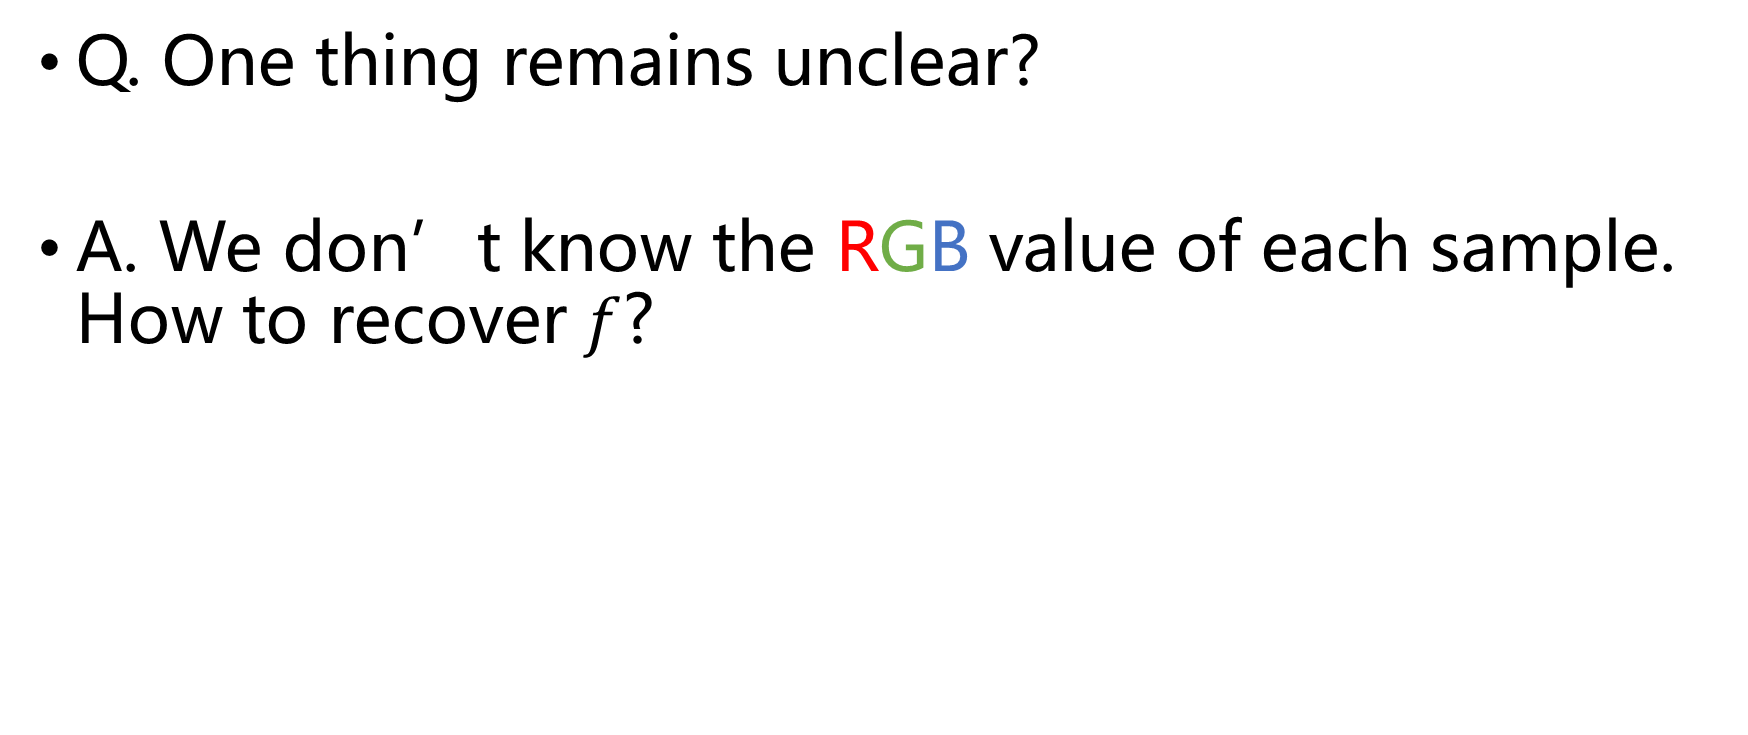 • Q. One thing remains unclear?
• A. We don’t know the RGB value of each sample.
How to recover f?